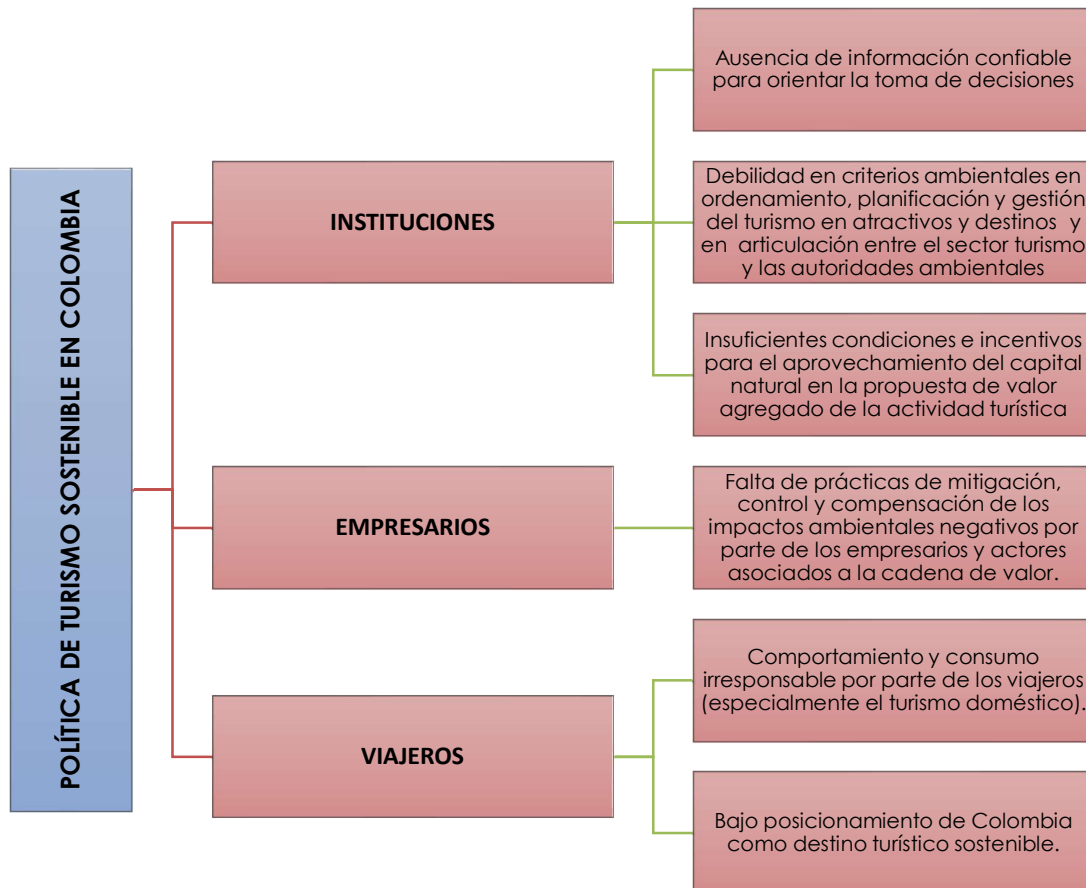 POLÍTICA DE TURISMO SOSTENIBLE EN COLOMBIA
INSTITUCIONES
Ausencia de información confiable
para orientar la toma de decisiones
Debilidad en criterios ambientales en
ordenamiento, planificación y gestión
del turismo en atractivos y destinos y
en articulación entre el sector turismo
y las autoridades ambientales
Insuficientes condiciones e incentivos
para el aprovechamiento del capital
natural en la propuesta de valor
agregado de la actividad turística
EMPRESARIOS
Falta de prácticas de mitigación,
control y compensación de los
impactos ambientales negativos por
parte de los empresarios y actores
asociados a la cadena de valor.
VIAJEROS
Comportamiento y consumo
irresponsable por parte de los viajeros
(especialmente el turismo doméstico).
Bajo posicionamiento de Colombia
como destino turístico sostenible.